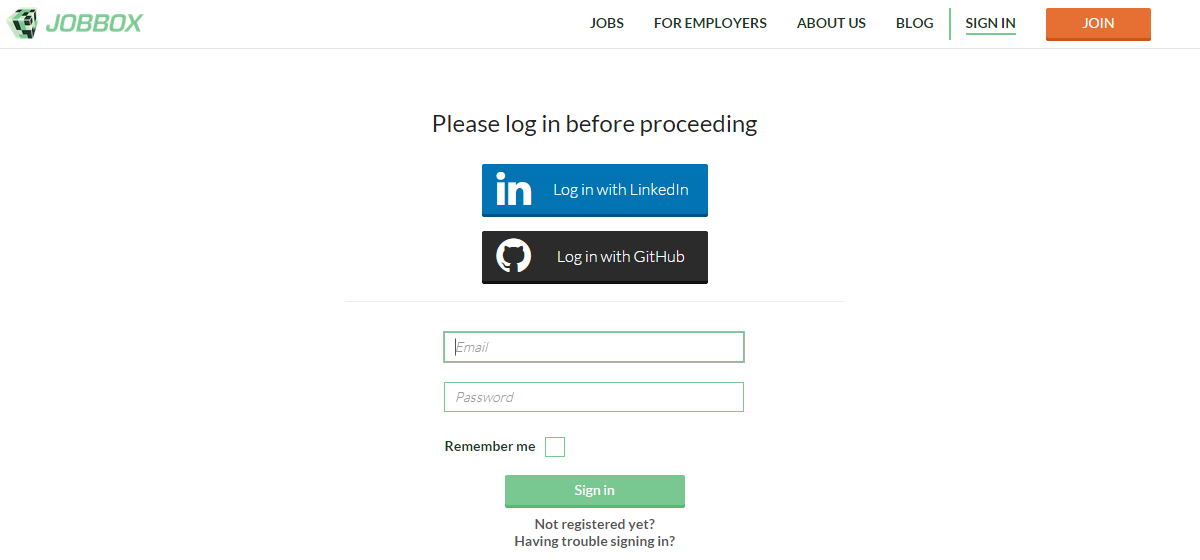 JOBBOX JOBS FOR EMPLOYERS ABOUT US BLOG SIGN IN JOIN
Please log in before proceeding
in Log in with LinkedIn
Log in with GitHub
Email
Password
Remember me
Sign in
Not registered yet?
Having trouble signing in?